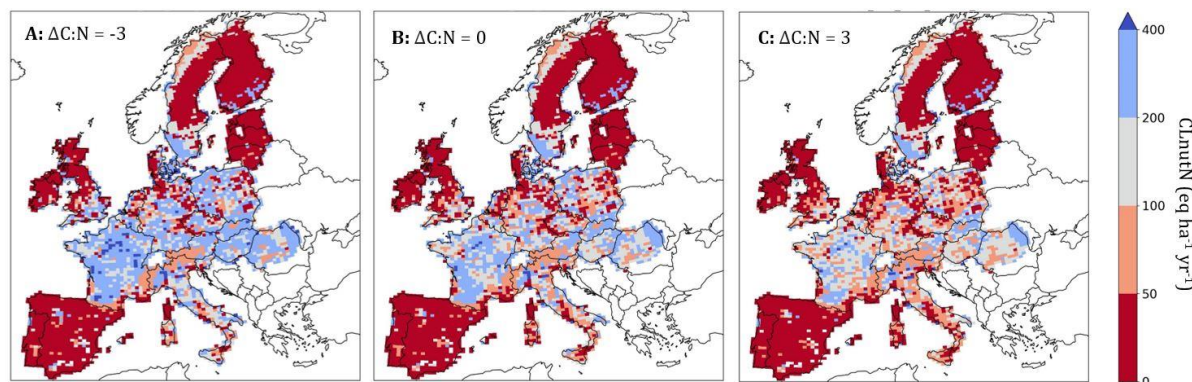 A: ΔC:N = -3
B: ΔC:N = 0
C: ΔC:N = 3
400
200
100
50
0
CLnutN (eq ha⁻¹ yr⁻¹)